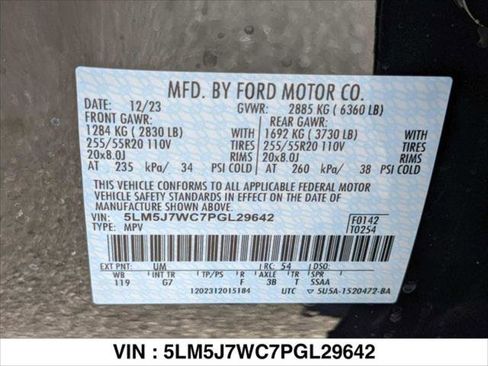 MFD. BY FORD MOTOR CO.
DATE: 12/23 GVWR: 2885 KG ( 6360 LB)
FRONT GAWR: REAR GAWR:
1284 KG ( 2830 LB) 1692 KG ( 3730 LB)
255/55R20 110V 255/55R20 110V
20x8.0J RIMS 20x8.0J RIMS
AT 235 kPa/ 34 PSI COLD AT 260 kPa/ 38 PSI COLD
THIS VEHICLE CONFORMS TO ALL APPLICABLE FEDERAL MOTOR
VEHICLE SAFETY STANDARDS IN EFFECT ON THE DATE OF
MANUFACTURE SHOWN ABOVE.
VIN: 5LM5J7WC7PGL29642 F0142
TYPE: MPV T0254
EXT PNT: UM RC: 54 DSO:
WB INT TR TP/PS R AXLE TR SPR
119 G7 F 3B T SSAA
1202312015184 UTC 5U5A-1520472-BA
VIN : 5LM5J7WC7PGL29642